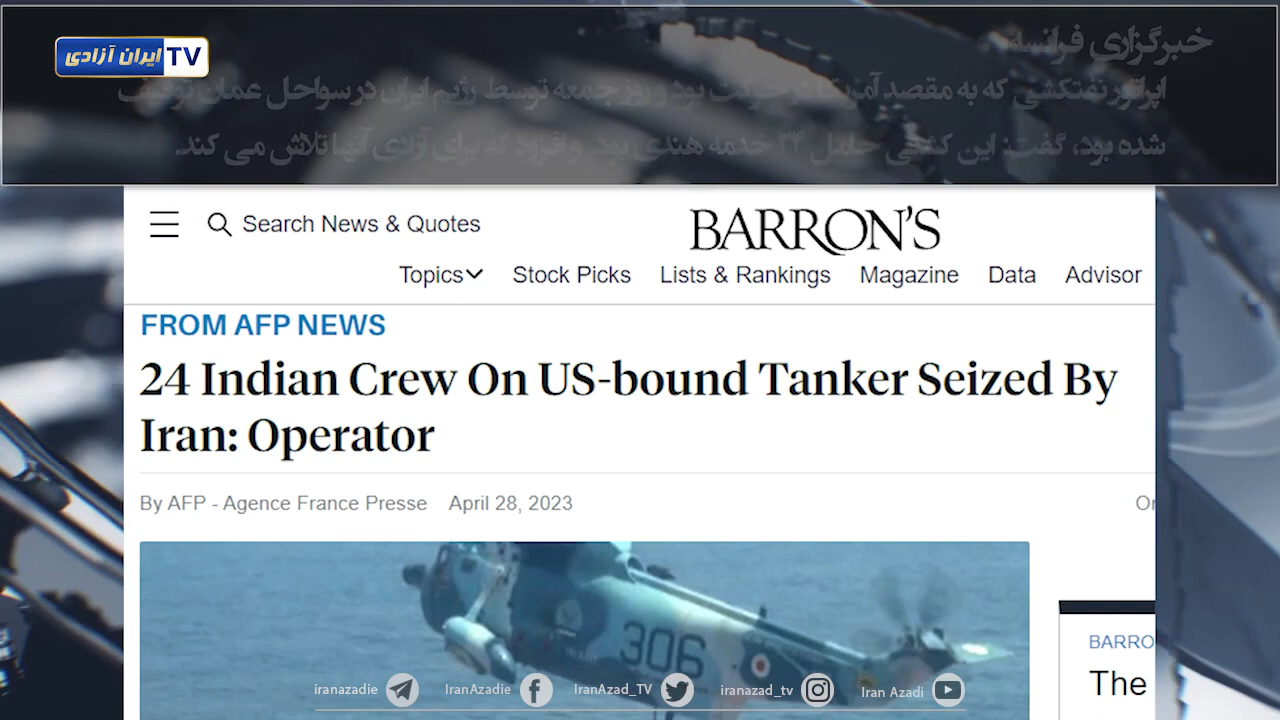 ایران آزادی TV
خبرگزاری فرانسه
اپراتور نفتکشی که به مقصد آمریکا در حرکت بود و روز جمعه توسط رژیم ایران در سواحل عمان توقیف
شده بود، گفت: این کشتی حامل ۲۴ خدمه هندی بود و افزود که برای آزادی آنها تلاش می کند.
Search News & Quotes
BARRON'S
Topics Stock Picks Lists & Rankings Magazine Data Advisor
FROM AFP NEWS
24 Indian Crew On US-bound Tanker Seized By
Iran: Operator
By AFP - Agence France Presse April 28, 2023
Or
306
BARRO
The
iranazadie IranAzadie IranAzad_TV iranazad_tv Iran Azadi